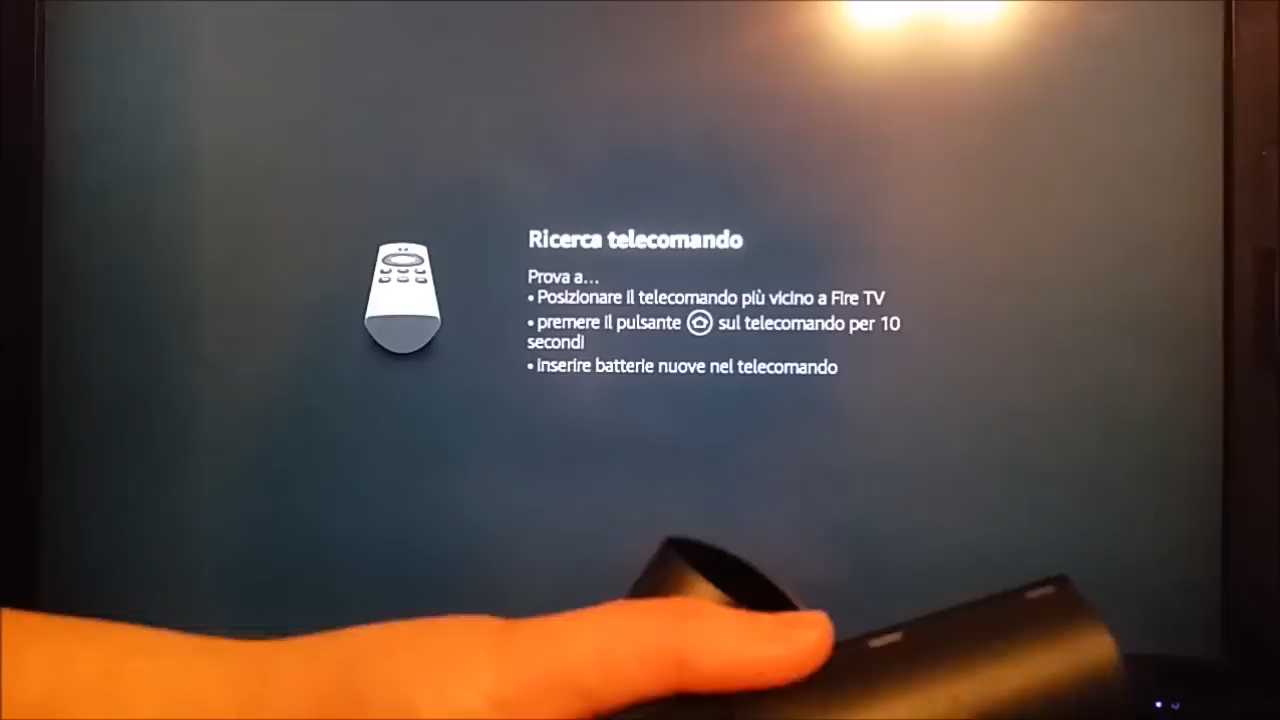 Ricerca telecomando
Prova a...
• Posizionare il telecomando più vicino a Fire TV
• premere il pulsante sul telecomando per 10
secondi
• inserire batterie nuove nel telecomando